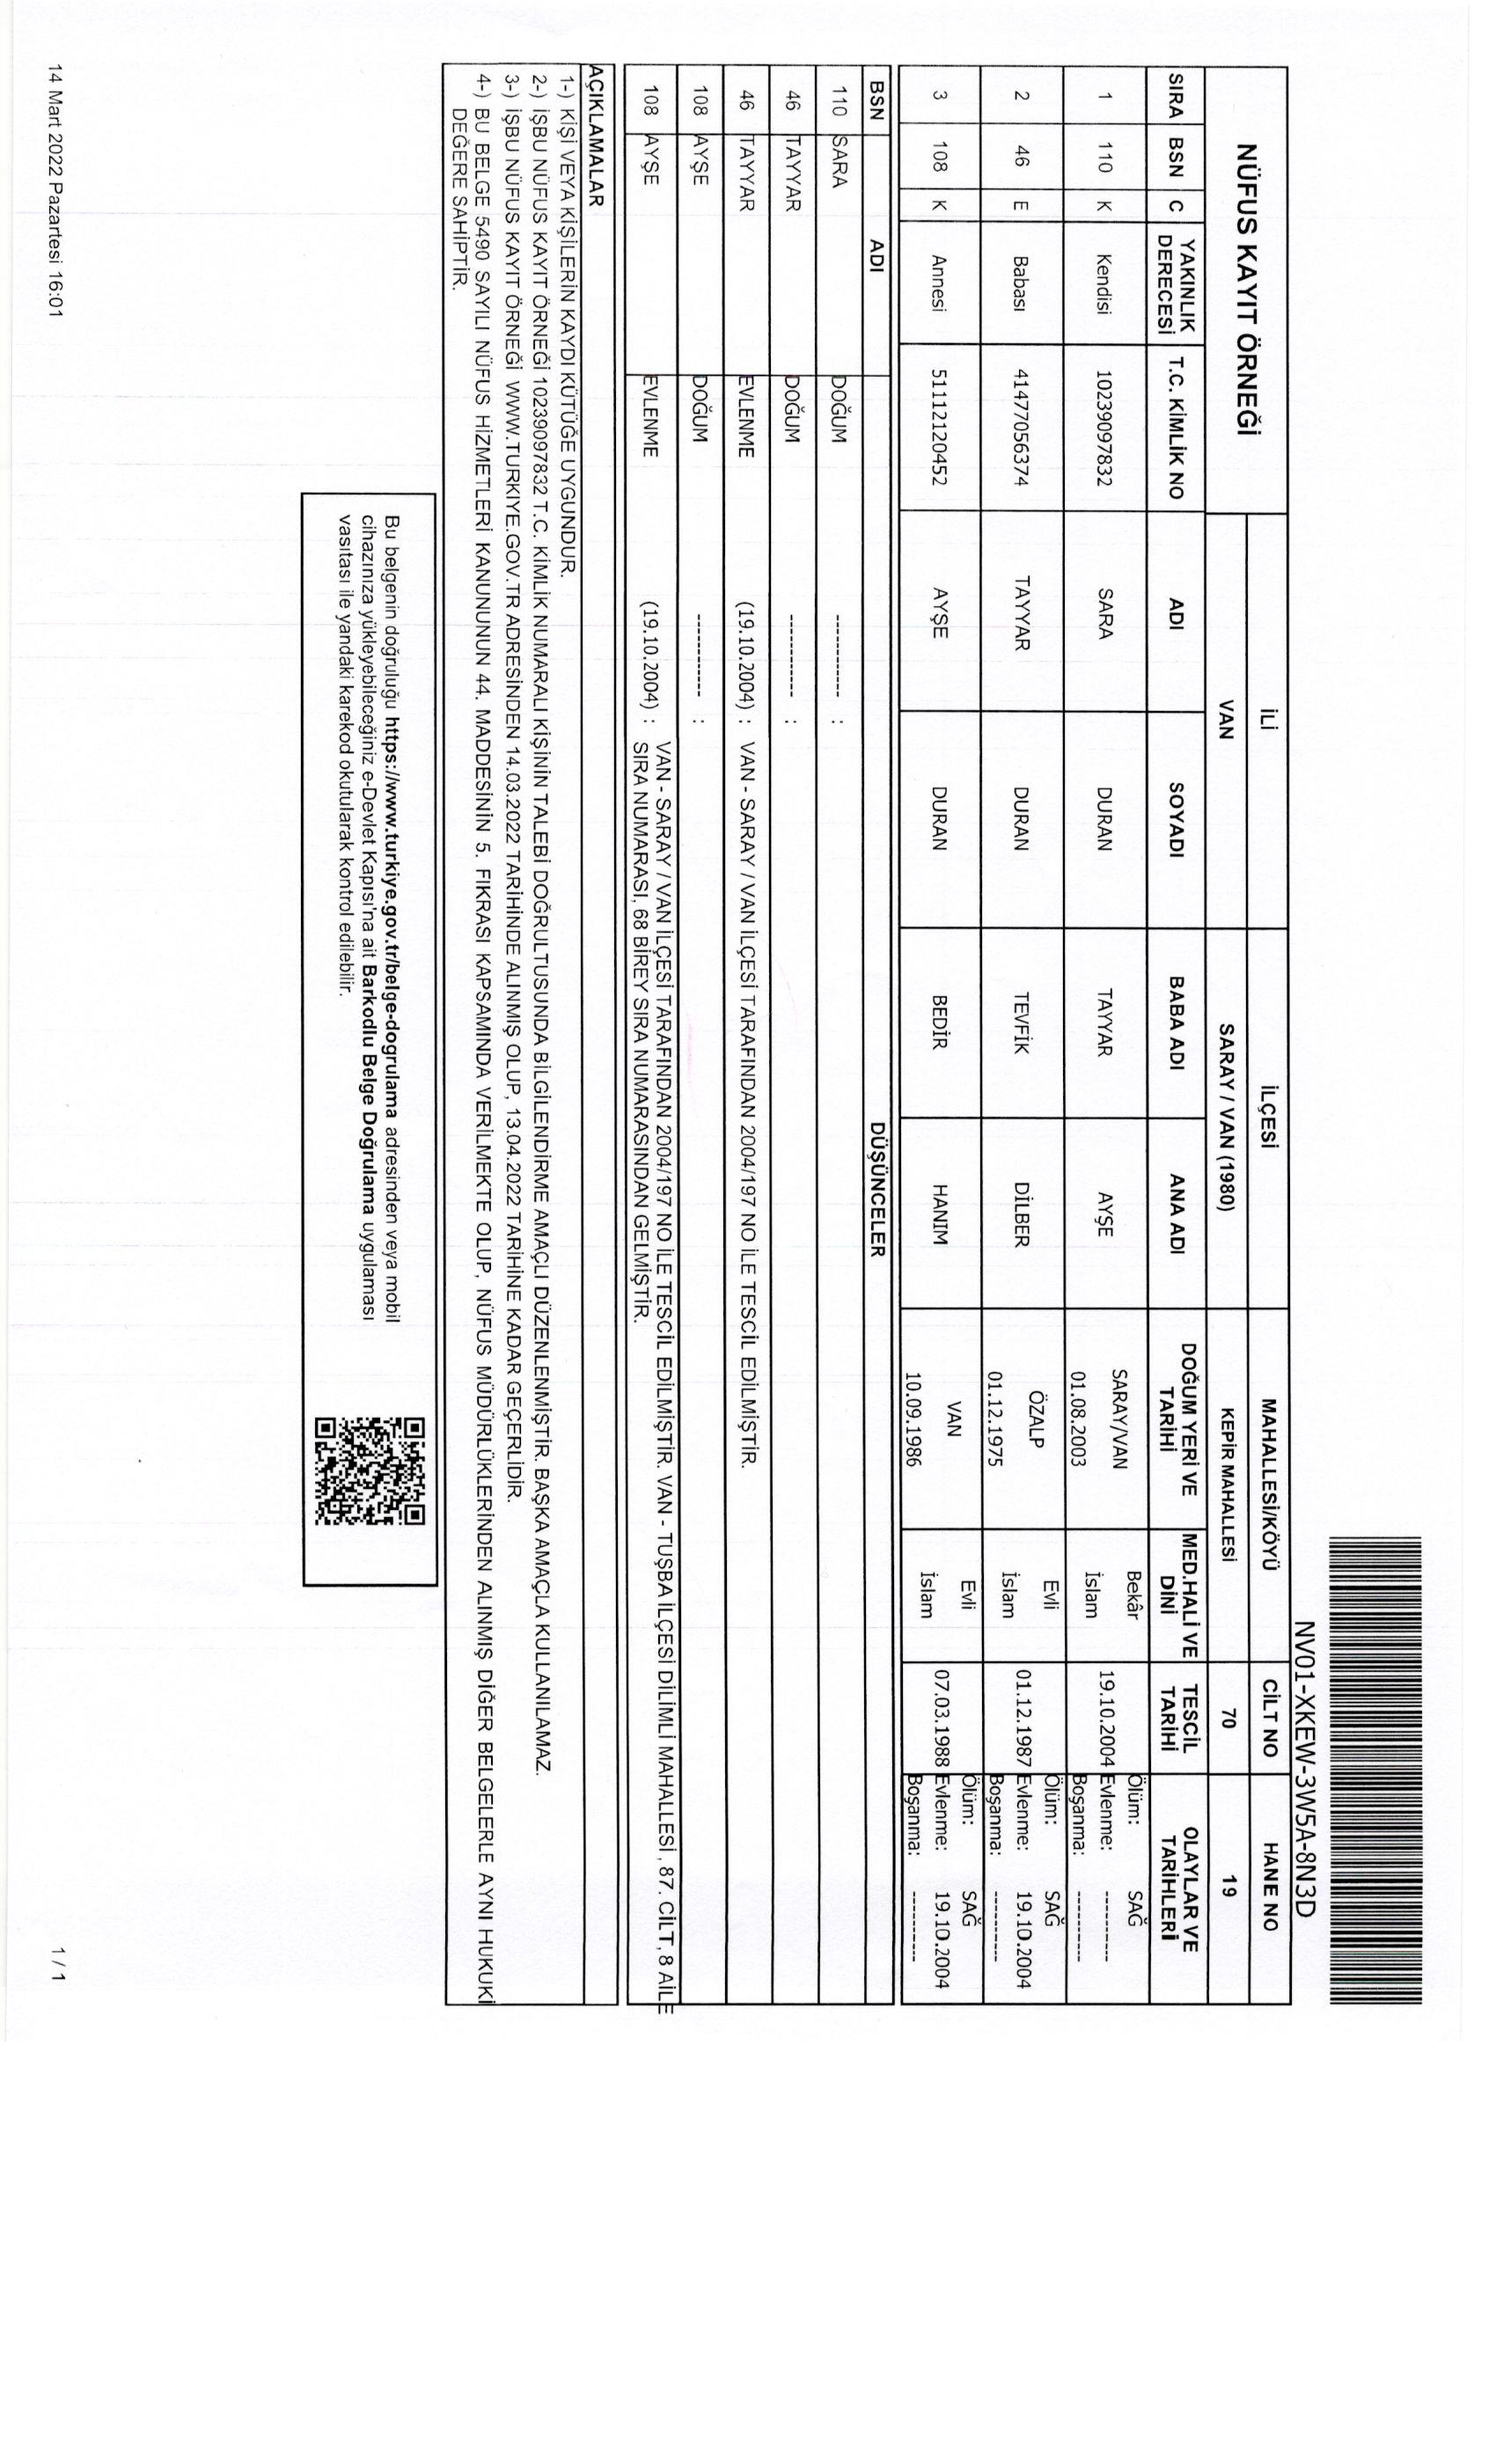 NV01-XKEW-3W5A-8N3D
NÜFUS KAYIT ÖRNEĞİ
İLİ İLÇESİ MAHALLESİ/KÖYÜ CİLT NO HANE NO
VAN SARAY / VAN (1980) KEPİR MAHALLESİ 70 19
SIRA BSN C YAKINLIK DERECESİ T.C. KİMLİK NO ADI SOYADI BABA ADI ANA ADI DOĞUM YERİ VE TARİHİ MED.HALİ VE DİNİ TESCİL TARİHİ OLAYLAR VE TARİHLERİ
1 110 K Kendisi 10239097832 SARA DURAN TAYYAR AYŞE SARAY/VAN 01.08.2003 Bekâr İslam 19.10.2004 Ölüm: SAĞ Evlenme: ---------- Boşanma: ----------
2 46 E Babası 41477056374 TAYYAR DURAN TEVFİK DİLBER ÖZALP 01.12.1975 Evli İslam 01.12.1987 Ölüm: SAĞ Evlenme: 19.10.2004 Boşanma: ----------
3 108 K Annesi 51112120452 AYŞE DURAN BEDİR HANIM VAN 10.09.1986 Evli İslam 07.03.1988 Ölüm: SAĞ Evlenme: 19.10.2004 Boşanma: ----------
BSN ADI DÜŞÜNCELER
110 SARA DOĞUM ----------- :
46 TAYYAR DOĞUM ----------- :
46 TAYYAR EVLENME (19.10.2004) : VAN - SARAY / VAN İLÇESİ TARAFINDAN 2004/197 NO İLE TESCİL EDİLMİŞTİR.
108 AYŞE DOĞUM ----------- :
108 AYŞE EVLENME (19.10.2004) : VAN - SARAY / VAN İLÇESİ TARAFINDAN 2004/197 NO İLE TESCİL EDİLMİŞTİR. VAN - TUŞBA İLÇESİ DİLİMLİ MAHALLESİ, 87. CİLT, 8 AİLE
SIRA NUMARASI, 68 BİREY SIRA NUMARASINDAN GELMİŞTİR.
AÇIKLAMALAR
1-) KİŞİ VEYA KİŞİLERİN KAYDI KÜTÜĞE UYGUNDUR.
2-) İŞBU NÜFUS KAYIT ÖRNEĞİ 10239097832 T.C. KİMLİK NUMARALI KİŞİNİN TALEBİ DOĞRULTUSUNDA BİLGİLENDİRME AMAÇLI DÜZENLENMİŞTİR. BAŞKA AMAÇLA KULLANILAMAZ.
3-) İŞBU NÜFUS KAYIT ÖRNEĞİ WWW.TURKIYE.GOV.TR ADRESİNDEN 14.03.2022 TARİHİNDE ALINMIŞ OLUP, 13.04.2022 TARİHİNE KADAR GEÇERLİDİR.
4-) BU BELGE 5490 SAYILI NÜFUS HİZMETLERİ KANUNUNUN 44. MADDESİNİN 5. FIKRASI KAPSAMINDA VERİLMEKTE OLUP, NÜFUS MÜDÜRLÜKLERİNDEN ALINMIŞ DİĞER BELGELERLE AYNI HUKUKİ
DEĞERE SAHİPTİR.
Bu belgenin doğruluğu https://www.turkiye.gov.tr/belge-dogrulama adresinden veya mobil
cihazınıza yükleyebileceğiniz e-Devlet Kapısı'na ait Barkodlu Belge Doğrulama uygulaması
vasıtası ile yandaki karekod okutularak kontrol edilebilir.
14 Mart 2022 Pazartesi 16:01
1 / 1